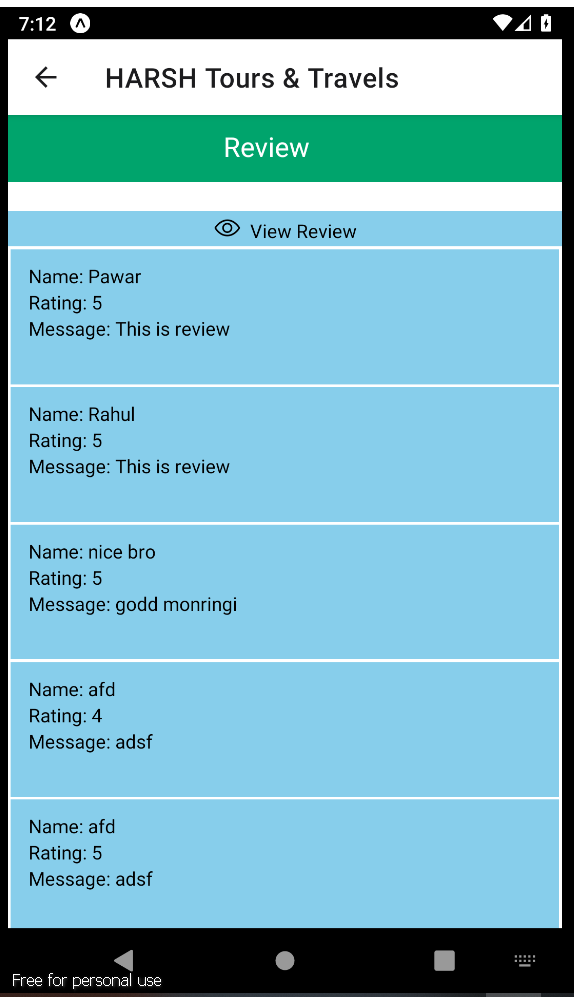 7:12
HARSH Tours & Travels
Review
View Review
Name: Pawar
Rating: 5
Message: This is review
Name: Rahul
Rating: 5
Message: This is review
Name: nice bro
Rating: 5
Message: godd monringi
Name: afd
Rating: 4
Message: adsf
Name: afd
Rating: 5
Message: adsf
Free for personal use